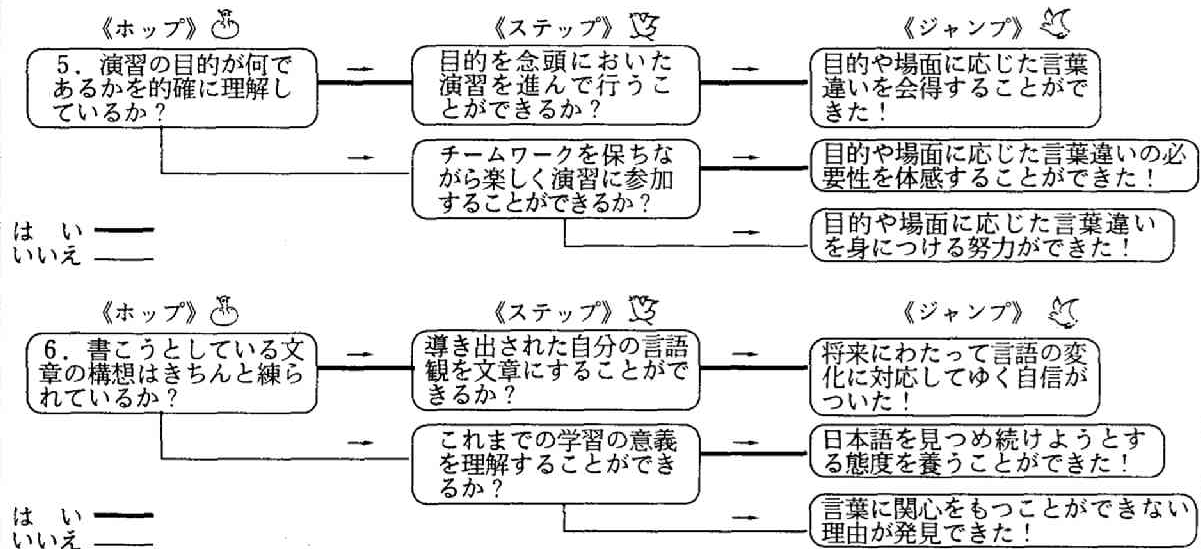 《ホップ》
《ステップ》
《ジャンプ》
5．演習の目的が何で
あるかを的確に理解し
ているか？
目的を念頭においた
演習を進んで行うこ
とができるか？
目的や場面に応じた言葉
違いを会得することがで
きた！
チームワークを保ちな
がら楽しく演習に参加
することができるか？
目的や場面に応じた言葉違いの必
要性を体感することができた！
目的や場面に応じた言葉違い
を身につける努力ができた！
はい
いいえ
《ホップ》
《ステップ》
《ジャンプ》
6．書こうとしている文
章の構想はきちんと練ら
れているか？
導き出された自分の言語
観を文章にすることがで
きるか？
将来にわたって言語の変
化に対応してゆく自信が
ついた！
これまでの学習の意義
を理解することができ
るか？
日本語を見つめ続けようとす
る態度を養うことができた！
言葉に関心をもつことができない
理由が発見できた！
はい
いいえ